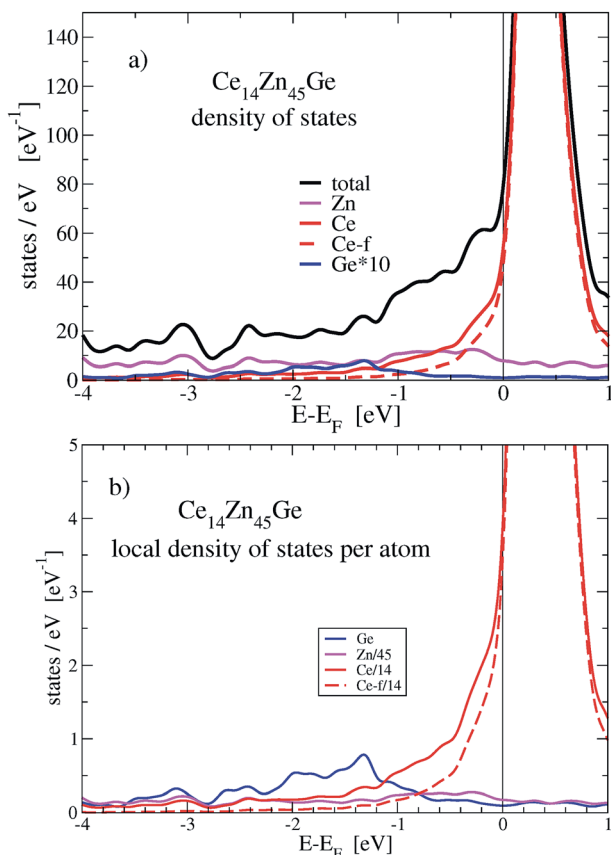 140
120
100
80
60
40
20
0
states / eV [eV⁻¹]
a)
Ce₁₄Zn₄₅Ge
density of states
total
Zn
Ce
Ce-f
Ge*10
-4
-3
-2
-1
0
1
E-E_F [eV]
5
4
3
2
1
0
states / eV [eV⁻¹]
b)
Ce₁₄Zn₄₅Ge
local density of states per atom
Ge
Zn/45
Ce/14
Ce-f/14
-4
-3
-2
-1
0
1
E-E_F [eV]